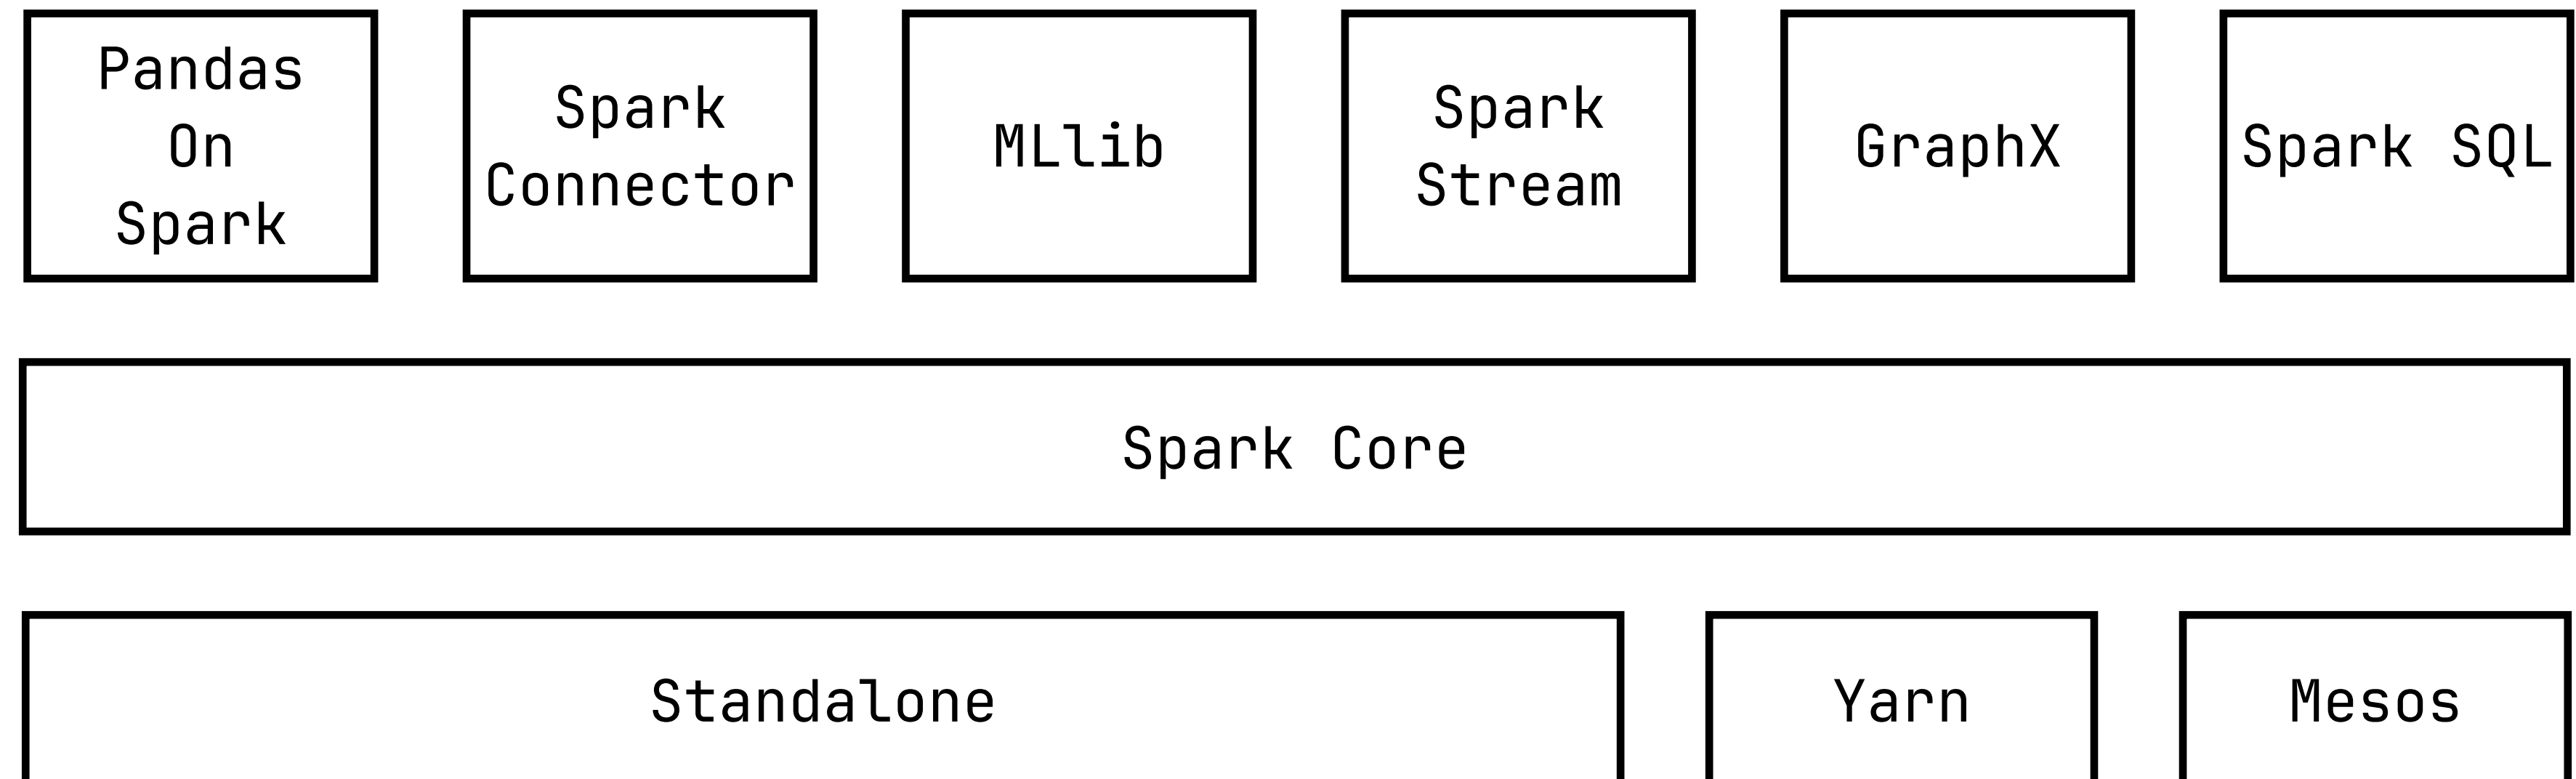 Pandas
On
Spark
Spark
Connector
MLlib
Spark
Stream
GraphX
Spark SQL
Spark Core
Standalone
Yarn
Mesos